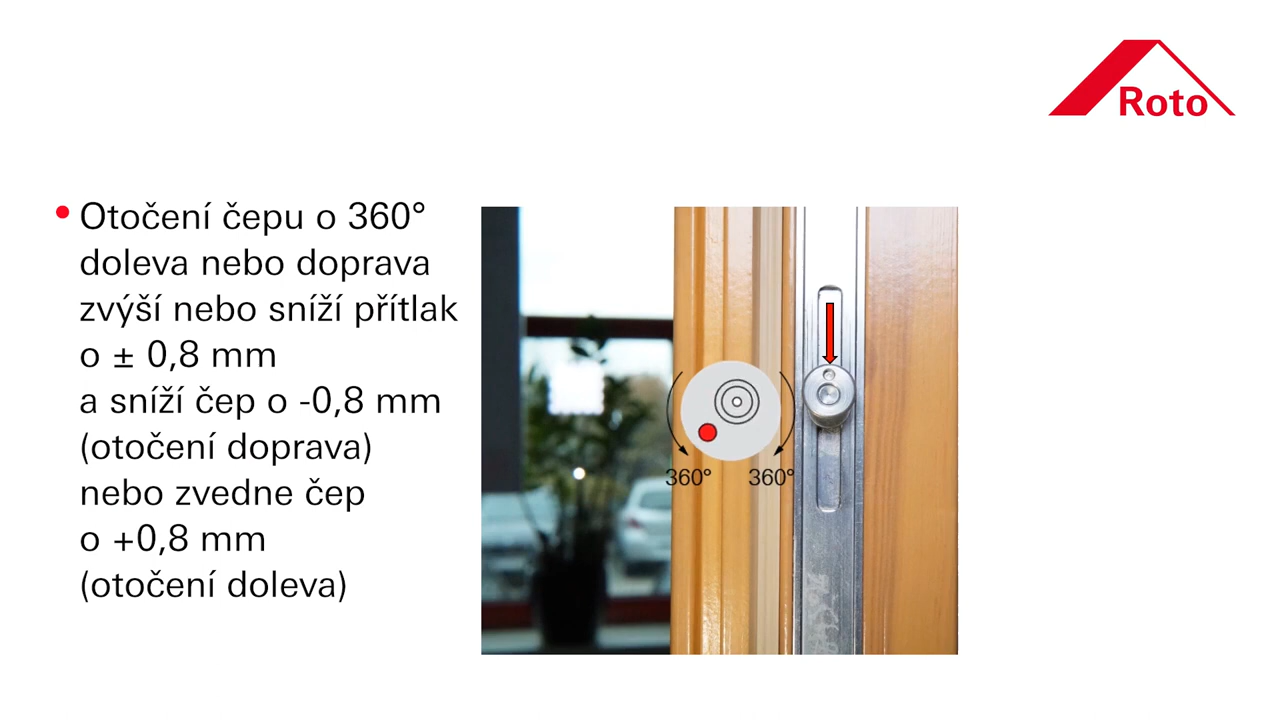 Roto
Otočení čepu o 360°
doleva nebo doprava
zvýší nebo sníží přítlak
o ± 0,8 mm
a sníží čep o -0,8 mm
(otočení doprava)
nebo zvedne čep
o +0,8 mm
(otočení doleva)
360° 360°